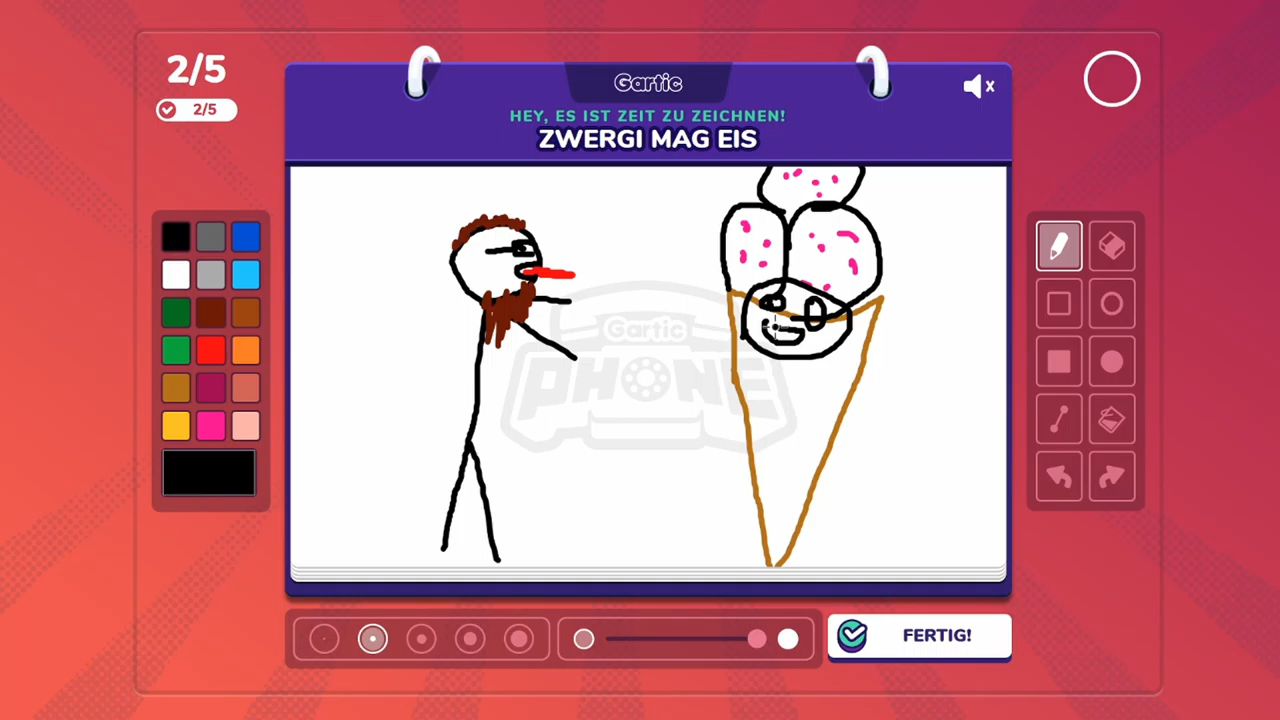 2/5
2/5
Gartic
HEY, ES IST ZEIT ZU ZEICHNEN!
ZWERGI MAG EIS
Gartic
PHONE
FERTIG!